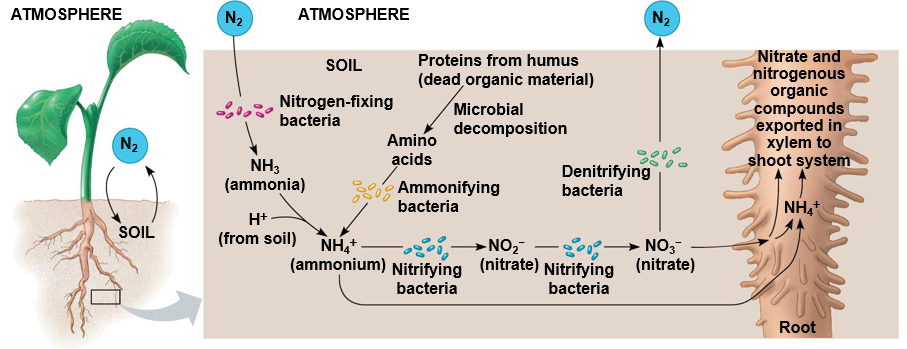 ATMOSPHERE
N₂
SOIL
N₂
ATMOSPHERE
N₂
SOIL
Proteins from humus
(dead organic material)
Microbial
decomposition
Nitrogen-fixing
bacteria
Amino
acids
NH₃
(ammonia)
Ammonifying
bacteria
Denitrifying
bacteria
H⁺
(from soil)
NH₄⁺
(ammonium)
Nitrifying
bacteria
NO₂⁻
(nitrate)
Nitrifying
bacteria
NO₃⁻
(nitrate)
Nitrate and
nitrogenous
organic
compounds
exported in
xylem to
shoot system
NH₄⁺
Root